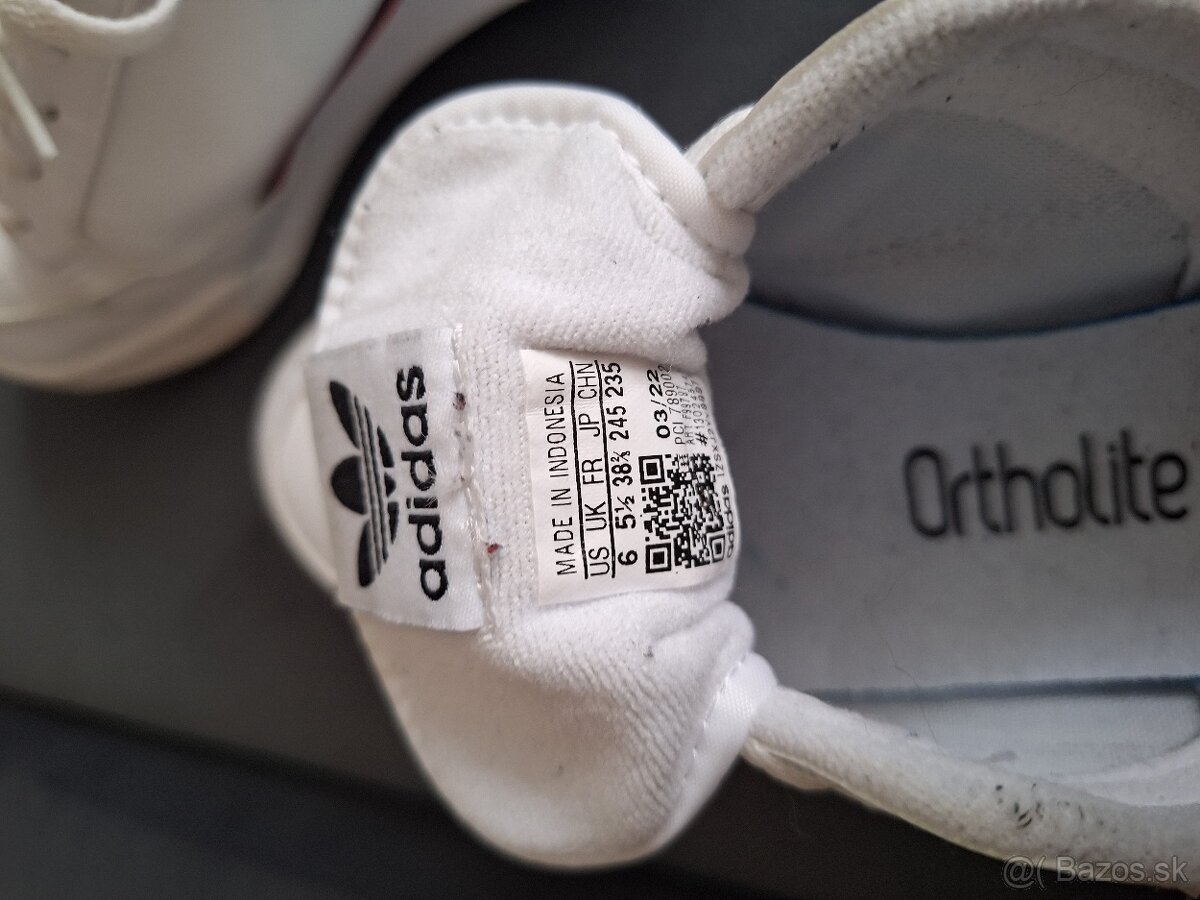 adidas
MADE IN INDONESIA
US UK FR JP CHN
6 5½ 38⅔ 245 235
03/22
adidas
OrthoLite
@( Bazos.sk